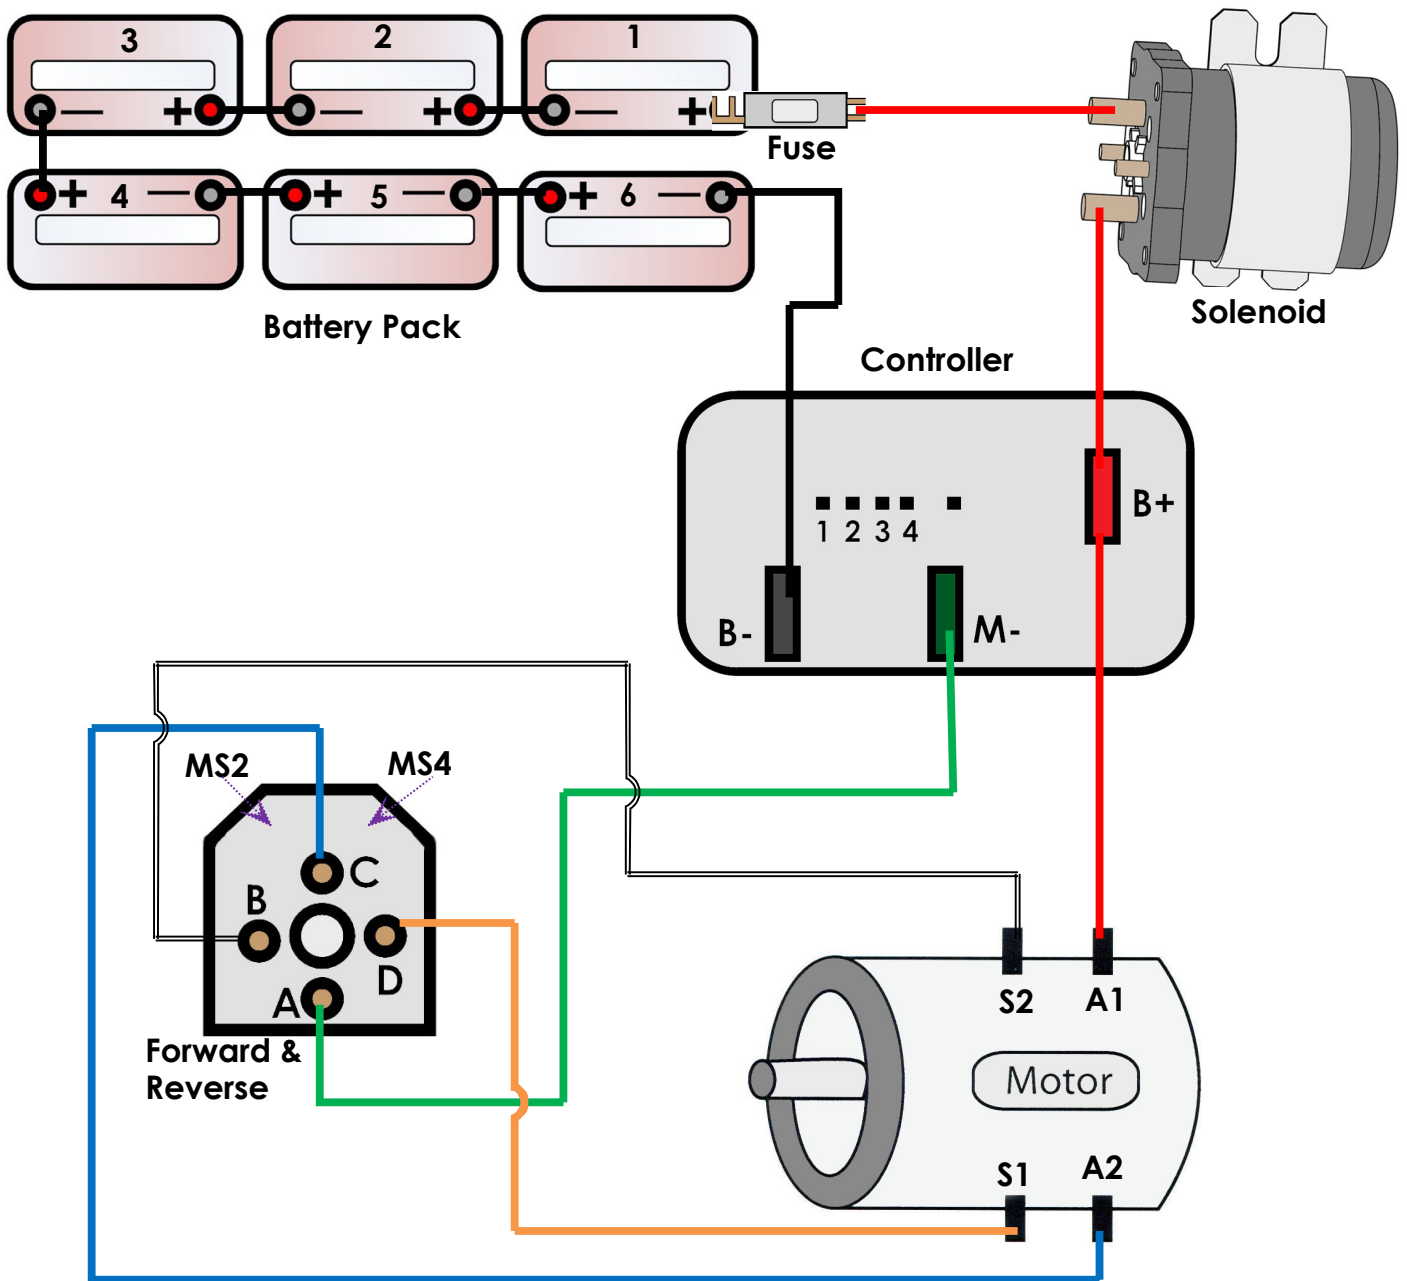 3
2
1
— +
— +
— +
Fuse
+ 4 —
+ 5 —
+ 6 —
Battery Pack
Solenoid
Controller
B+
1 2 3 4
B-
M-
MS2
MS4
C
B
D
A
Forward &
Reverse
S2
A1
Motor
S1
A2